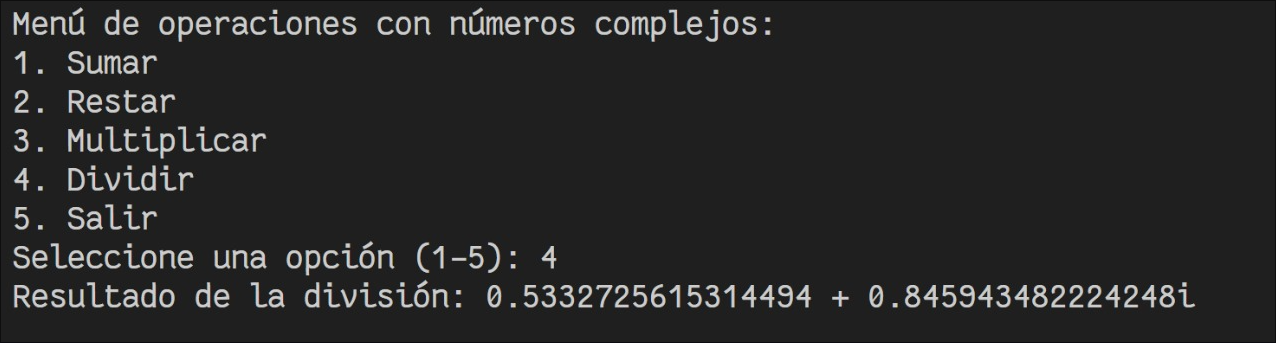 Menú de operaciones con números complejos:
1. Sumar
2. Restar
3. Multiplicar
4. Dividir
5. Salir
Seleccione una opción (1-5): 4
Resultado de la división: 0.5332725615314494 + 0.845943482224248i